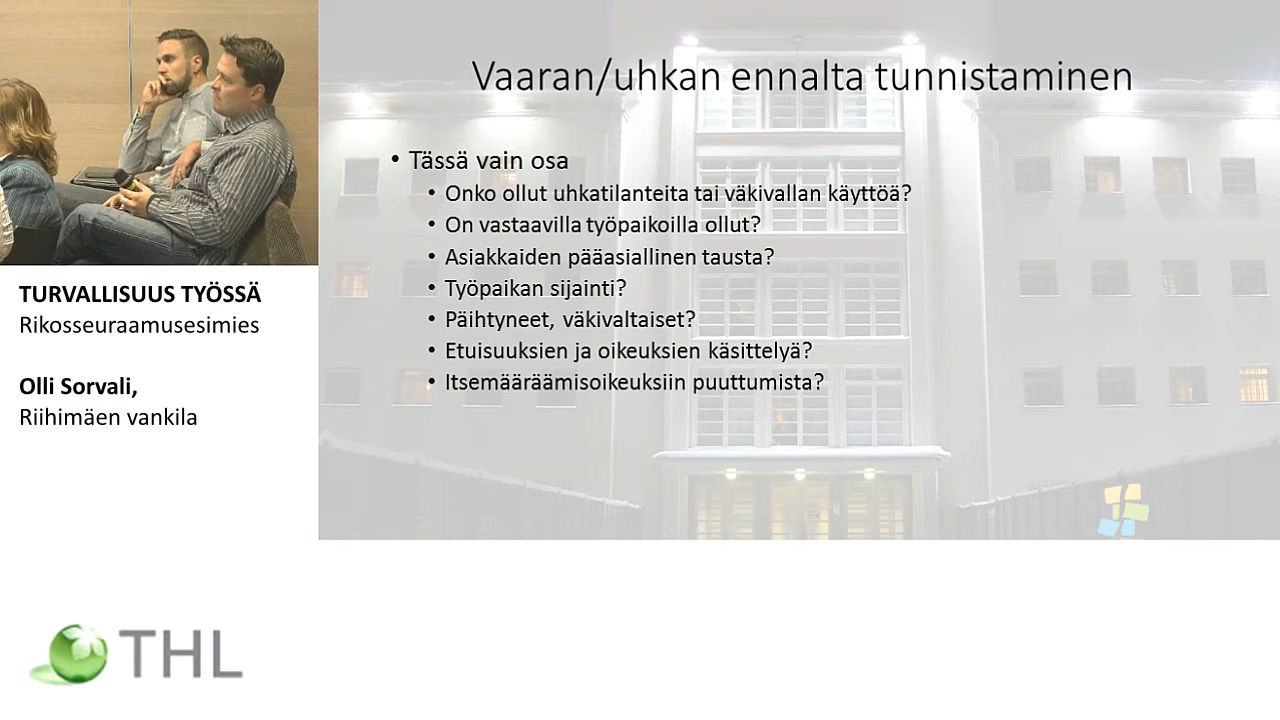 Vaaran/uhkan ennalta tunnistaminen
• Tässä vain osa
• Onko ollut uhkatilanteita tai väkivallan käyttöä?
• On vastaavilla työpaikoilla ollut?
• Asiakkaiden pääasiallinen tausta?
• Työpaikan sijainti?
• Päihtyneet, väkivaltaiset?
• Etuisuuksien ja oikeuksien käsittelyä?
• Itsemääräämisoikeuksiin puuttumista?
TURVALLISUUS TYÖSSÄ
Rikosseuraamusesimies
Olli Sorvali,
Riihimäen vankila
THL